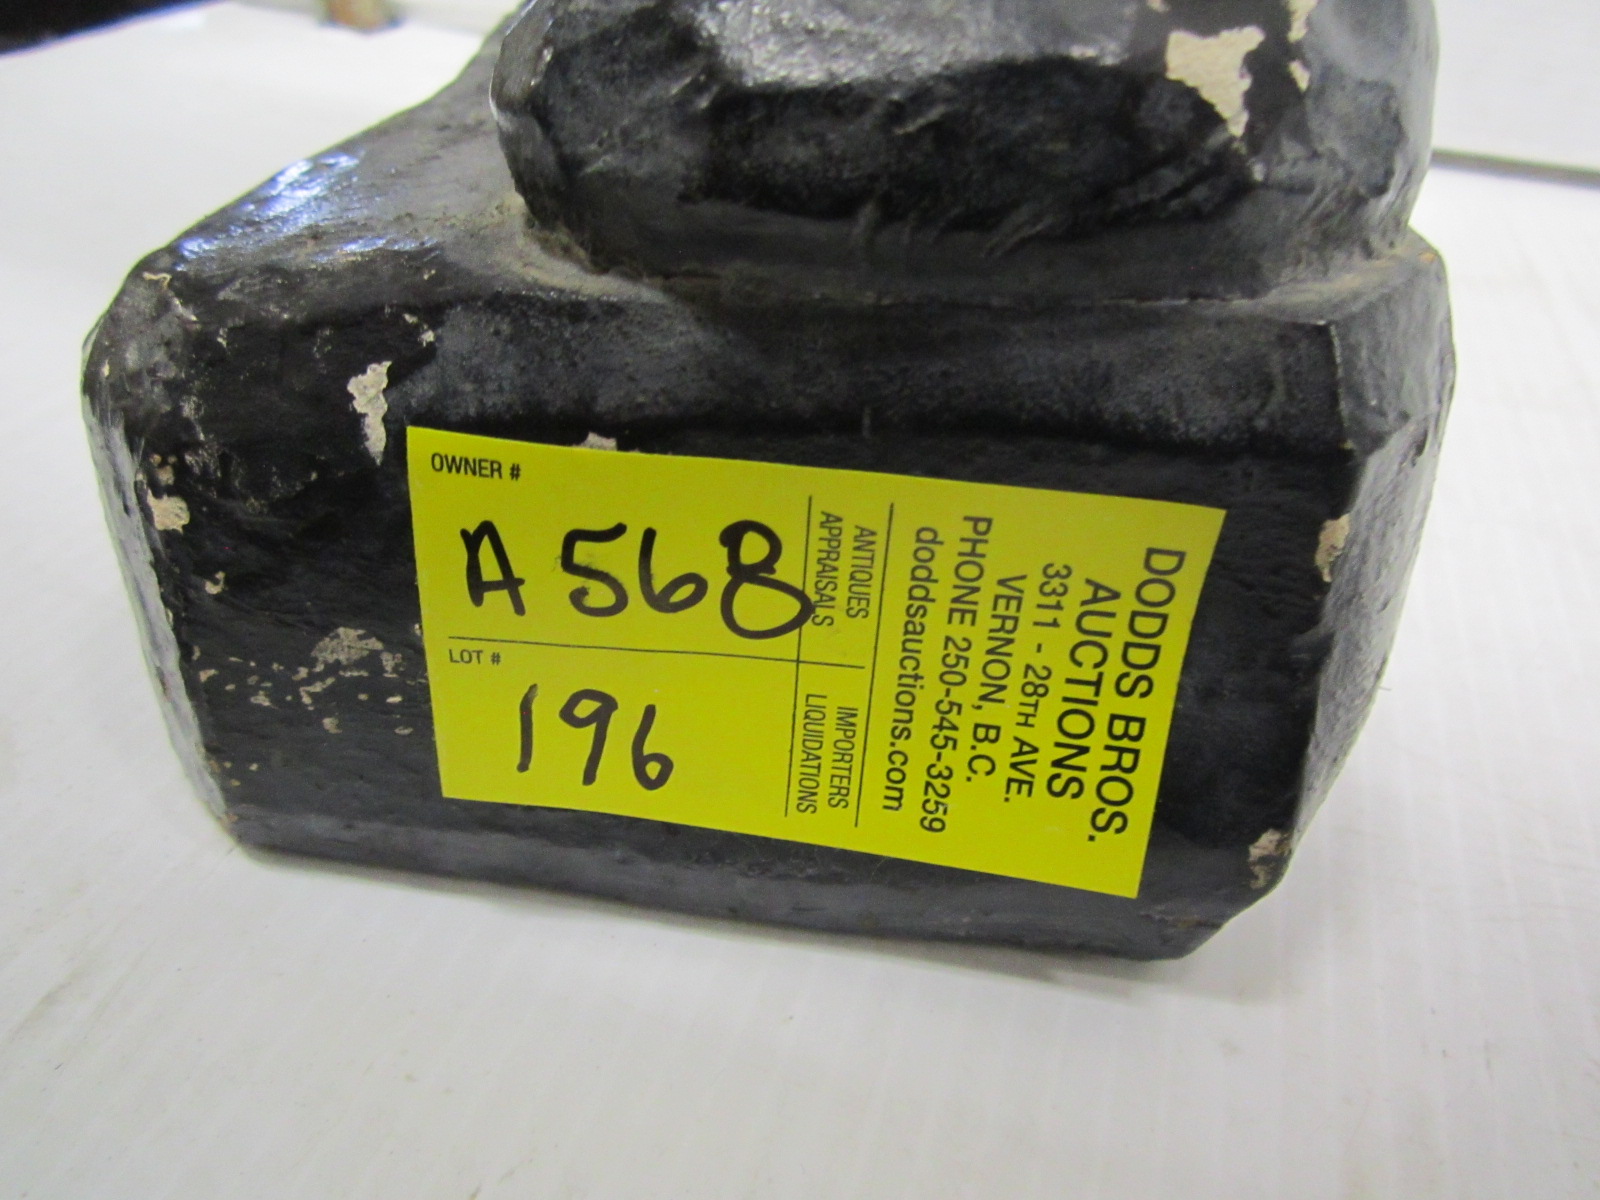 OWNER #
A 568
LOT #
196
ANTIQUES
APPRAISALS
IMPORTERS
LIQUIDATIONS
DODDS BROS.
AUCTIONS
3311 - 28TH AVE.
VERNON, B.C.
PHONE 250-545-3259
doddsauctions.com